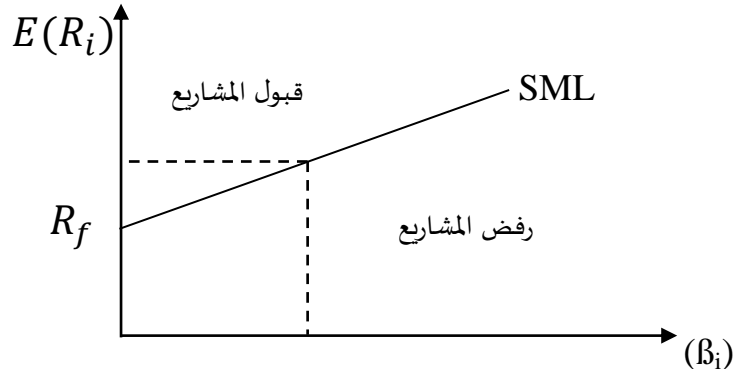 E(R_i)
قبول المشاريع
SML
R_f
رفض المشاريع
(ß_i)